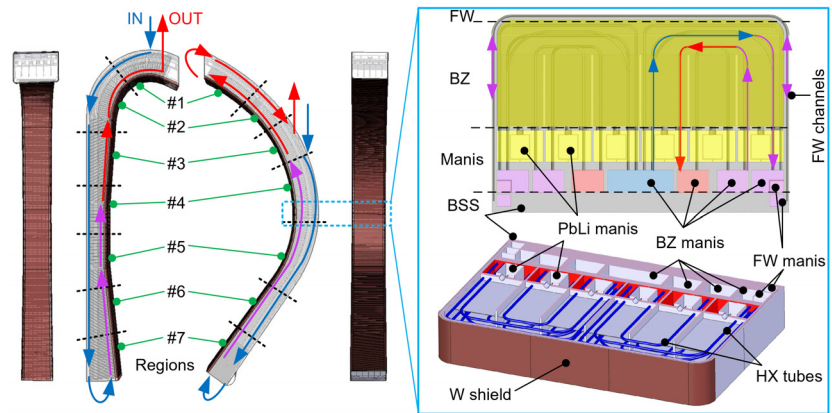 IN
OUT
#1
#2
#3
#4
#5
#6
#7
Regions
FW
BZ
Manis
BSS
FW channels
PbLi manis
BZ manis
FW manis
W shield
HX tubes